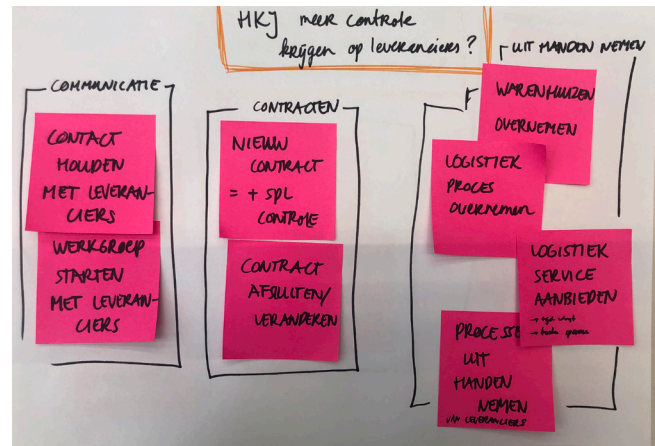 HKJ meer controle
krijgen op leveranciers?
COMMUNICATIE
CONTACT
HOUDEN
MET LEVERAN-
CIERS
WERKGROEP
STARTEN
MET LEVERAN-
CIERS
CONTRACTEN
NIEUW
CONTRACT
= + SPL
CONTROLE
CONTRACT
AFSLUITEN/
VERANDEREN
UIT HANDEN NEMEN
WARENHUIZEN
OVERNEMEN
LOGISTIEK
PROCES
OVERNEMEN
LOGISTIEK
SERVICE
AANBIEDEN
PROCESSE
UIT
HANDEN
NEMEN
VAN LEVERANCIERS